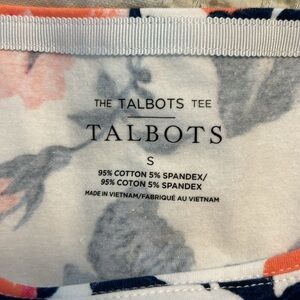 THE TALBOTS TEE
TALBOTS
S
95% COTTON 5% SPANDEX/
95% COTON 5% SPANDEX
MADE IN VIETNAM/FABRIQUÉ AU VIETNAM